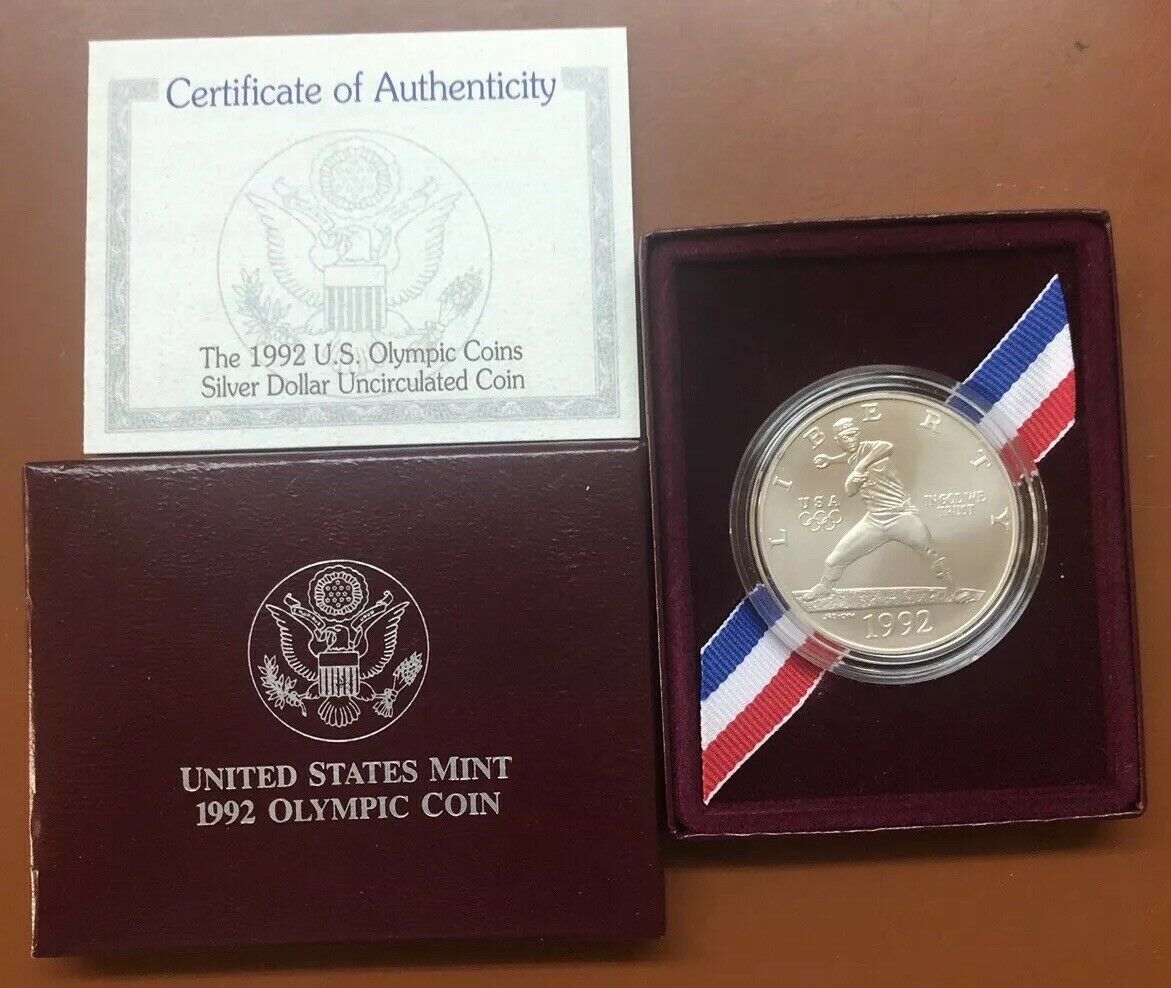 Certificate of Authenticity
The 1992 U.S. Olympic Coins
Silver Dollar Uncirculated Coin
UNITED STATES MINT
1992 OLYMPIC COIN
LIBERTY
USA
IN GOD WE
TRUST
1992